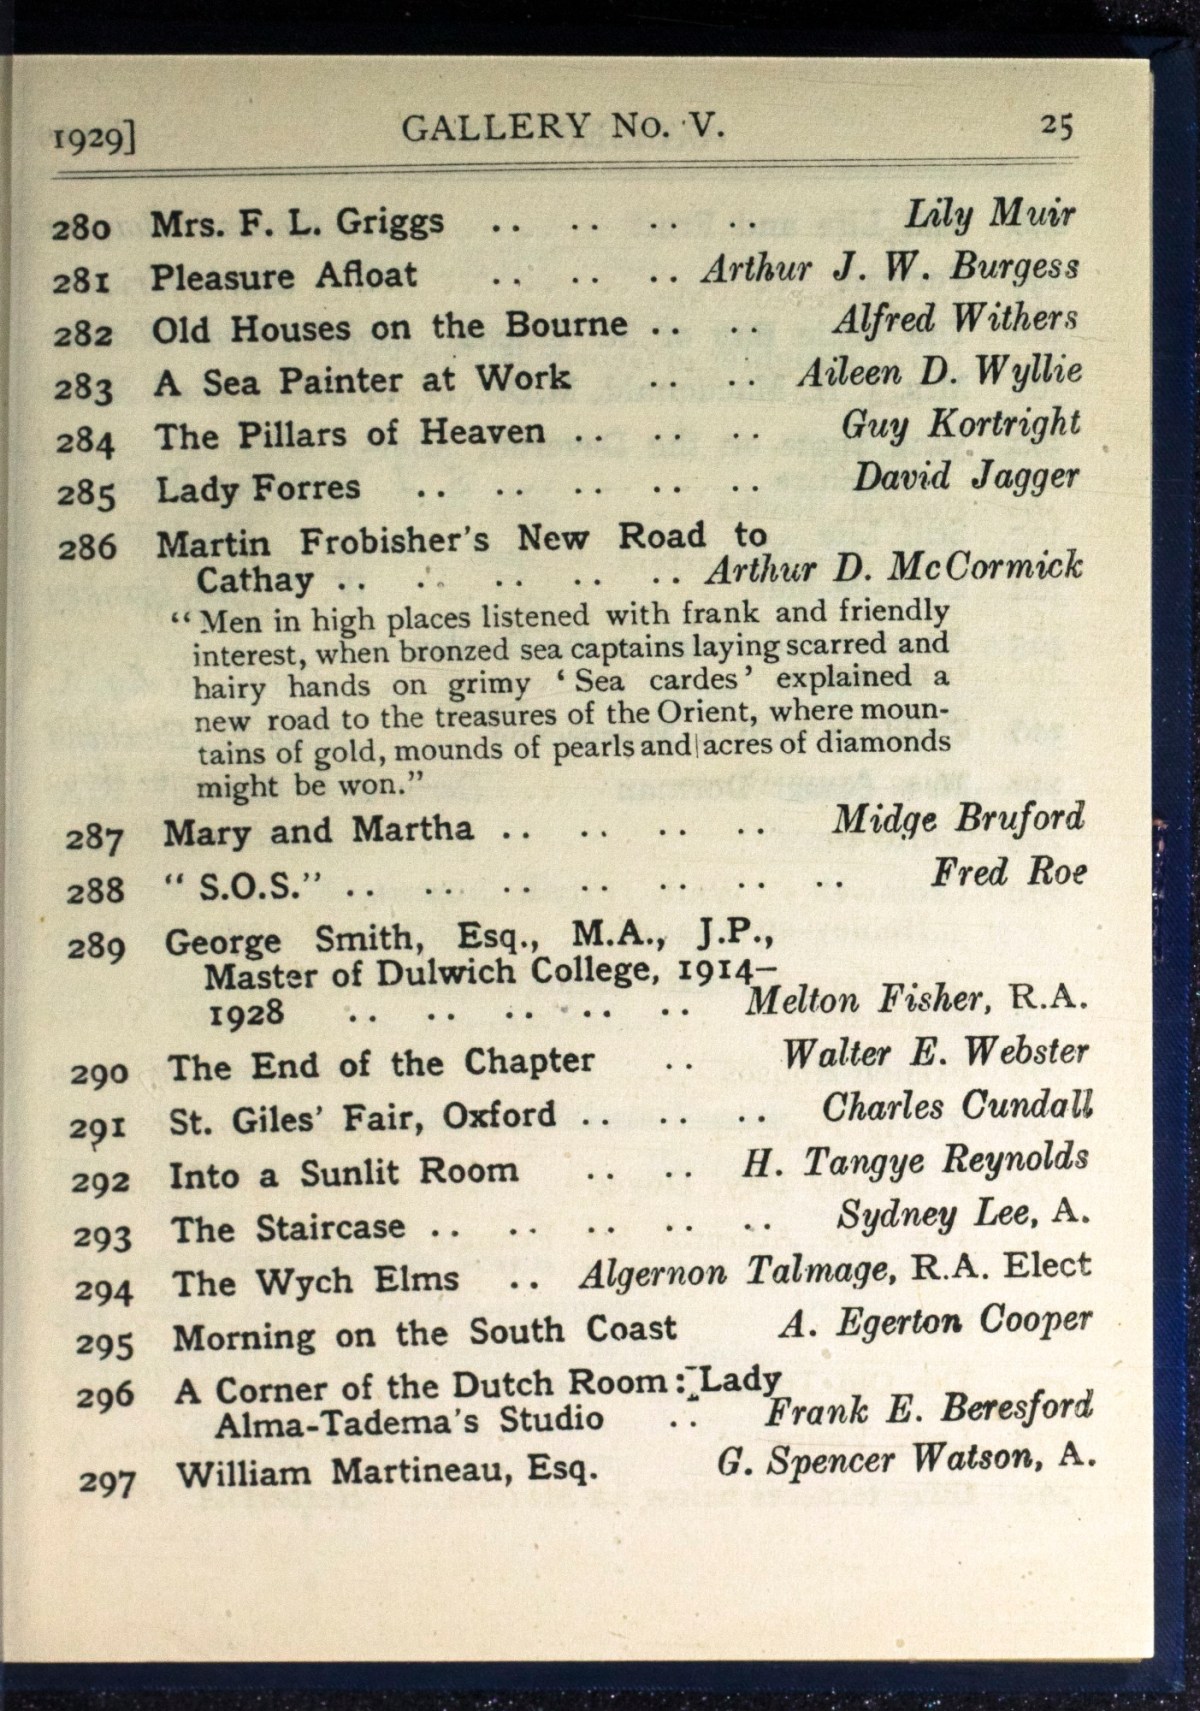 1929] GALLERY No. V. 25
280 Mrs. F. L. Griggs .. .. .. .. Lily Muir
281 Pleasure Afloat .. .. .. Arthur J. W. Burgess
282 Old Houses on the Bourne .. .. Alfred Withers
283 A Sea Painter at Work .. .. Aileen D. Wyllie
284 The Pillars of Heaven .. .. .. Guy Kortright
285 Lady Forres .. .. .. .. .. David Jagger
286 Martin Frobisher's New Road to
Cathay .. .. .. .. .. Arthur D. McCormick
"Men in high places listened with frank and friendly
interest, when bronzed sea captains laying scarred and
hairy hands on grimy 'Sea cardes' explained a
new road to the treasures of the Orient, where moun-
tains of gold, mounds of pearls and acres of diamonds
might be won."
287 Mary and Martha .. .. .. .. Midge Bruford
288 "S.O.S." .. .. .. .. .. .. .. Fred Roe
289 George Smith, Esq., M.A., J.P.,
Master of Dulwich College, 1914–
1928 .. .. .. .. .. Melton Fisher, R.A.
290 The End of the Chapter .. Walter E. Webster
291 St. Giles' Fair, Oxford .. .. .. Charles Cundall
292 Into a Sunlit Room .. .. H. Tangye Reynolds
293 The Staircase .. .. .. .. .. Sydney Lee, A.
294 The Wych Elms .. Algernon Talmage, R.A. Elect
295 Morning on the South Coast A. Egerton Cooper
296 A Corner of the Dutch Room: Lady
Alma-Tadema's Studio .. Frank E. Beresford
297 William Martineau, Esq. G. Spencer Watson, A.